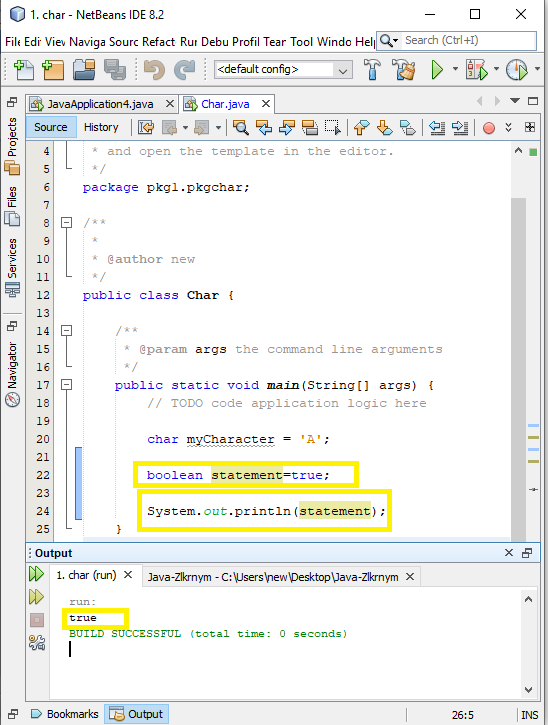 1. char - NetBeans IDE 8.2
File Edit View Naviga Sourc Refact Run Debu Profil Tear Tool Windo Help
Search (Ctrl+I)
<default config>
JavaApplication4.java
Char.java
Source History
Projects
Files
Services
Navigator
4 * and open the template in the editor.
5 */
6 package pkg1.pkgchar;
7
8 /**
9 *
10 * @author new
11 */
12 public class Char {
13
14 /**
15 * @param args the command line arguments
16 */
17 public static void main(String[] args) {
18 // TODO code application logic here
19
20 char myCharacter = 'A';
21
22 boolean statement=true;
23
24 System.out.println(statement);
25 }
Output
1. char (run)
Java-Zlkrnym - C:\Users\new\Desktop\Java-Zlkrnym
run:
true
BUILD SUCCESSFUL (total time: 0 seconds)
Bookmarks Output
26:5 INS